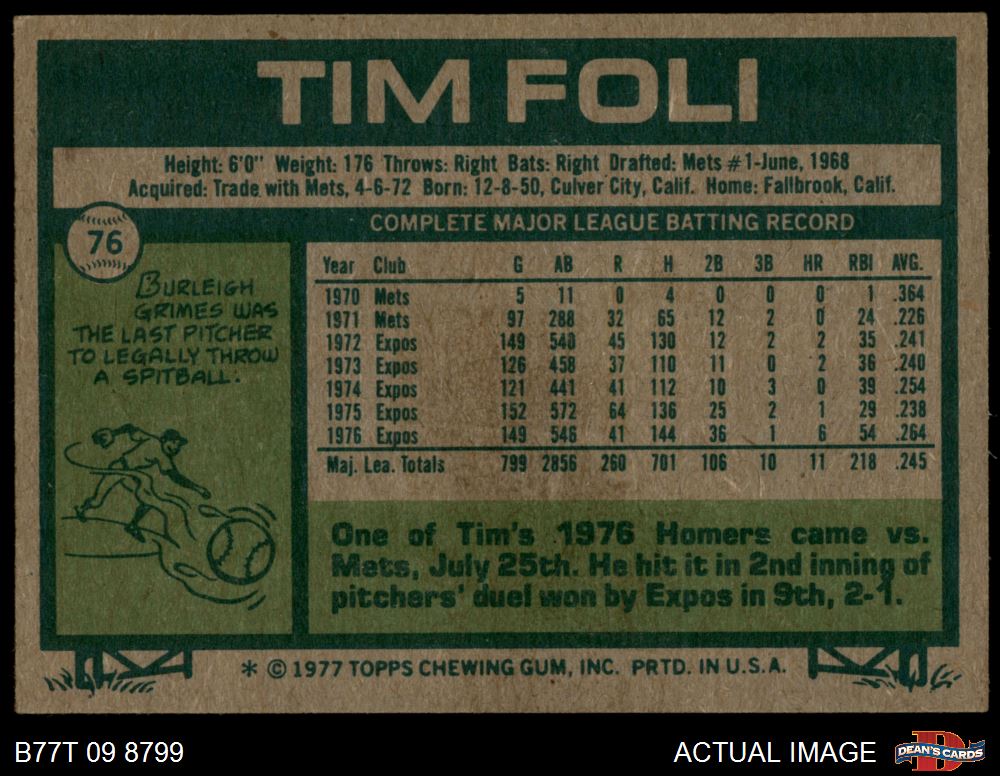 TIM FOLI
Height: 6'0" Weight: 176 Throws: Right Bats: Right Drafted: Mets #1-June, 1968
Acquired: Trade with Mets, 4-6-72 Born: 12-8-50, Culver City, Calif. Home: Fallbrook, Calif.
76
BURLEIGH
GRIMES WAS
THE LAST PITCHER
TO LEGALLY THROW
A SPITBALL.
COMPLETE MAJOR LEAGUE BATTING RECORD
Year Club G AB R H 2B 3B HR RBI AVG.
1970 Mets 5 11 0 4 0 0 0 1 .364
1971 Mets 97 288 32 65 12 2 0 24 .226
1972 Expos 149 540 45 130 12 2 2 35 .241
1973 Expos 126 458 37 110 11 0 2 36 .240
1974 Expos 121 441 41 112 10 3 0 39 .254
1975 Expos 152 572 64 136 25 2 1 29 .238
1976 Expos 149 546 41 144 36 1 6 54 .264
Maj. Lea. Totals 799 2856 260 701 106 10 11 218 .245
One of Tim's 1976 Homers came vs.
Mets, July 25th. He hit it in 2nd inning of
pitchers' duel won by Expos in 9th, 2-1.
* © 1977 TOPPS CHEWING GUM, INC. PRTD. IN U.S.A.
B77T 09 8799
ACTUAL IMAGE
D
DEAN'S CARDS